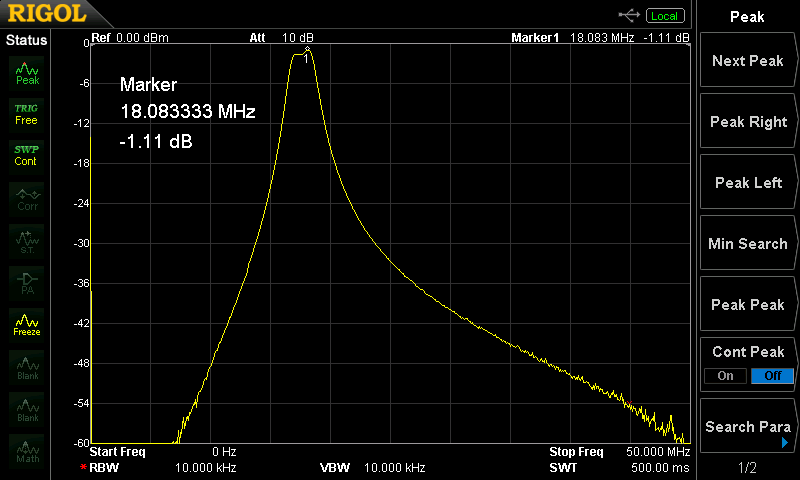 RIGOL
Local
Peak
Status
Ref 0.00 dBm Att 10 dB Marker1 18.083 MHz -1.11 dB
Peak
TRIG
Free
SWP
Cont
Corr
S.T.
PA
Freeze
Blank
Blank
Math
0
-6
-12
-18
-24
-30
-36
-42
-48
-54
-60
1
Marker
18.083333 MHz
-1.11 dB
Start Freq 0 Hz Stop Freq 50.000 MHz
*RBW 10.000 kHz VBW 10.000 kHz SWT 500.00 ms
Next Peak
Peak Right
Peak Left
Min Search
Peak Peak
Cont Peak
On Off
Search Para
1/2